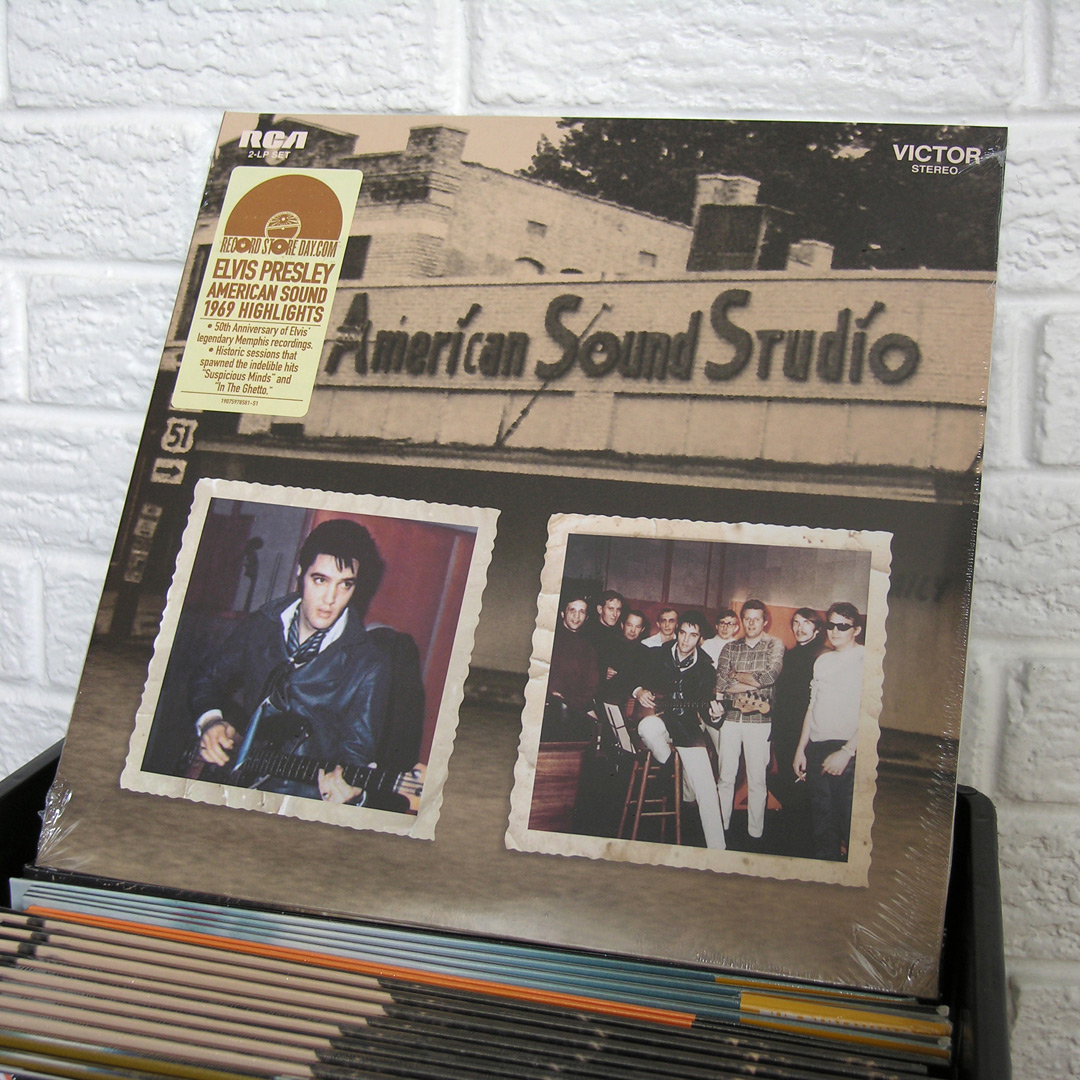 RCA
2-LP SET
VICTOR
STEREO
RECORD STORE DAY.COM
ELVIS PRESLEY
AMERICAN SOUND
1969 HIGHLIGHTS
• 50th Anniversary of Elvis'
legendary Memphis recordings.
• Historic sessions that
spawned the indelible hits
"Suspicious Minds" and
"In The Ghetto."
19075978581-S1
American Sound Studio
51